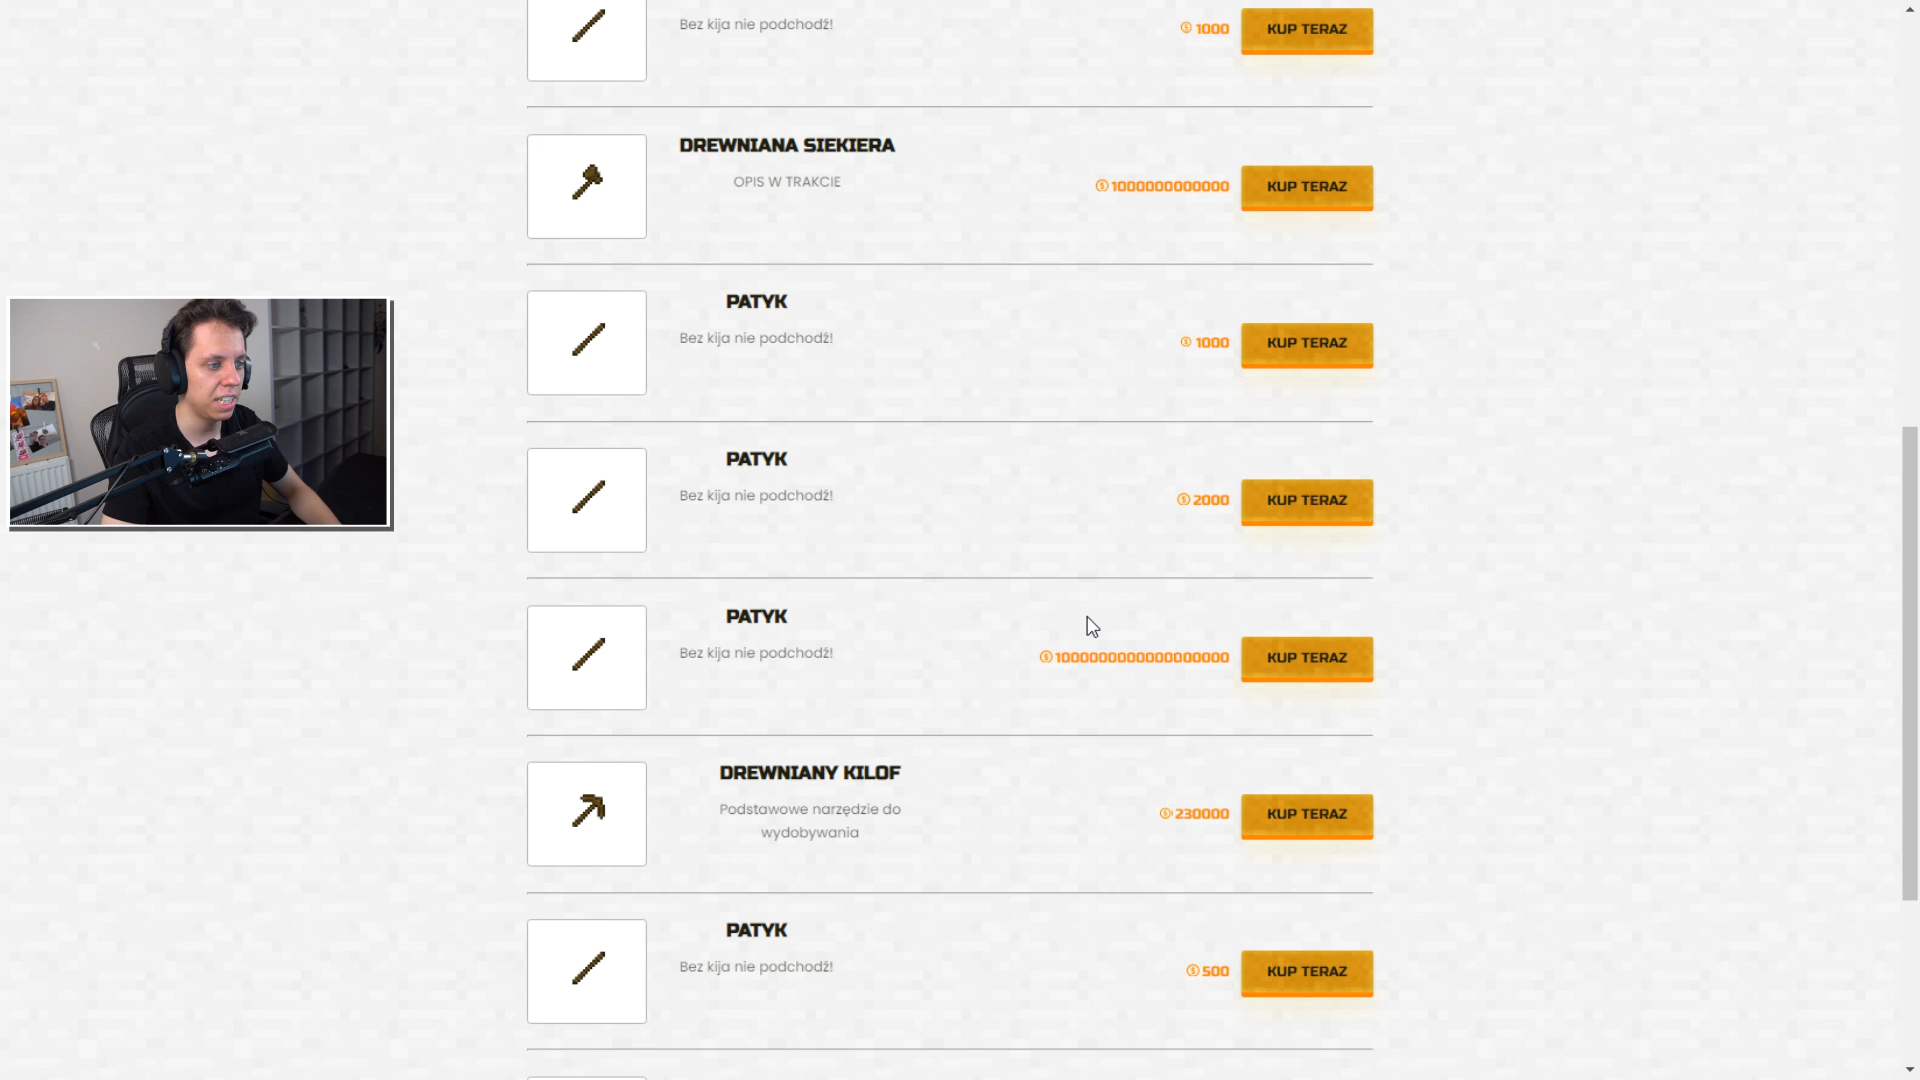 Bez kija nie podchodź!
1000
KUP TERAZ
DREWNIANA SIEKIERA
OPIS W TRAKCIE
1000000000000
KUP TERAZ
PATYK
Bez kija nie podchodź!
1000
KUP TERAZ
PATYK
Bez kija nie podchodź!
2000
KUP TERAZ
PATYK
Bez kija nie podchodź!
1000000000000000000
KUP TERAZ
DREWNIANY KILOF
Podstawowe narzędzie do
wydobywania
230000
KUP TERAZ
PATYK
Bez kija nie podchodź!
500
KUP TERAZ